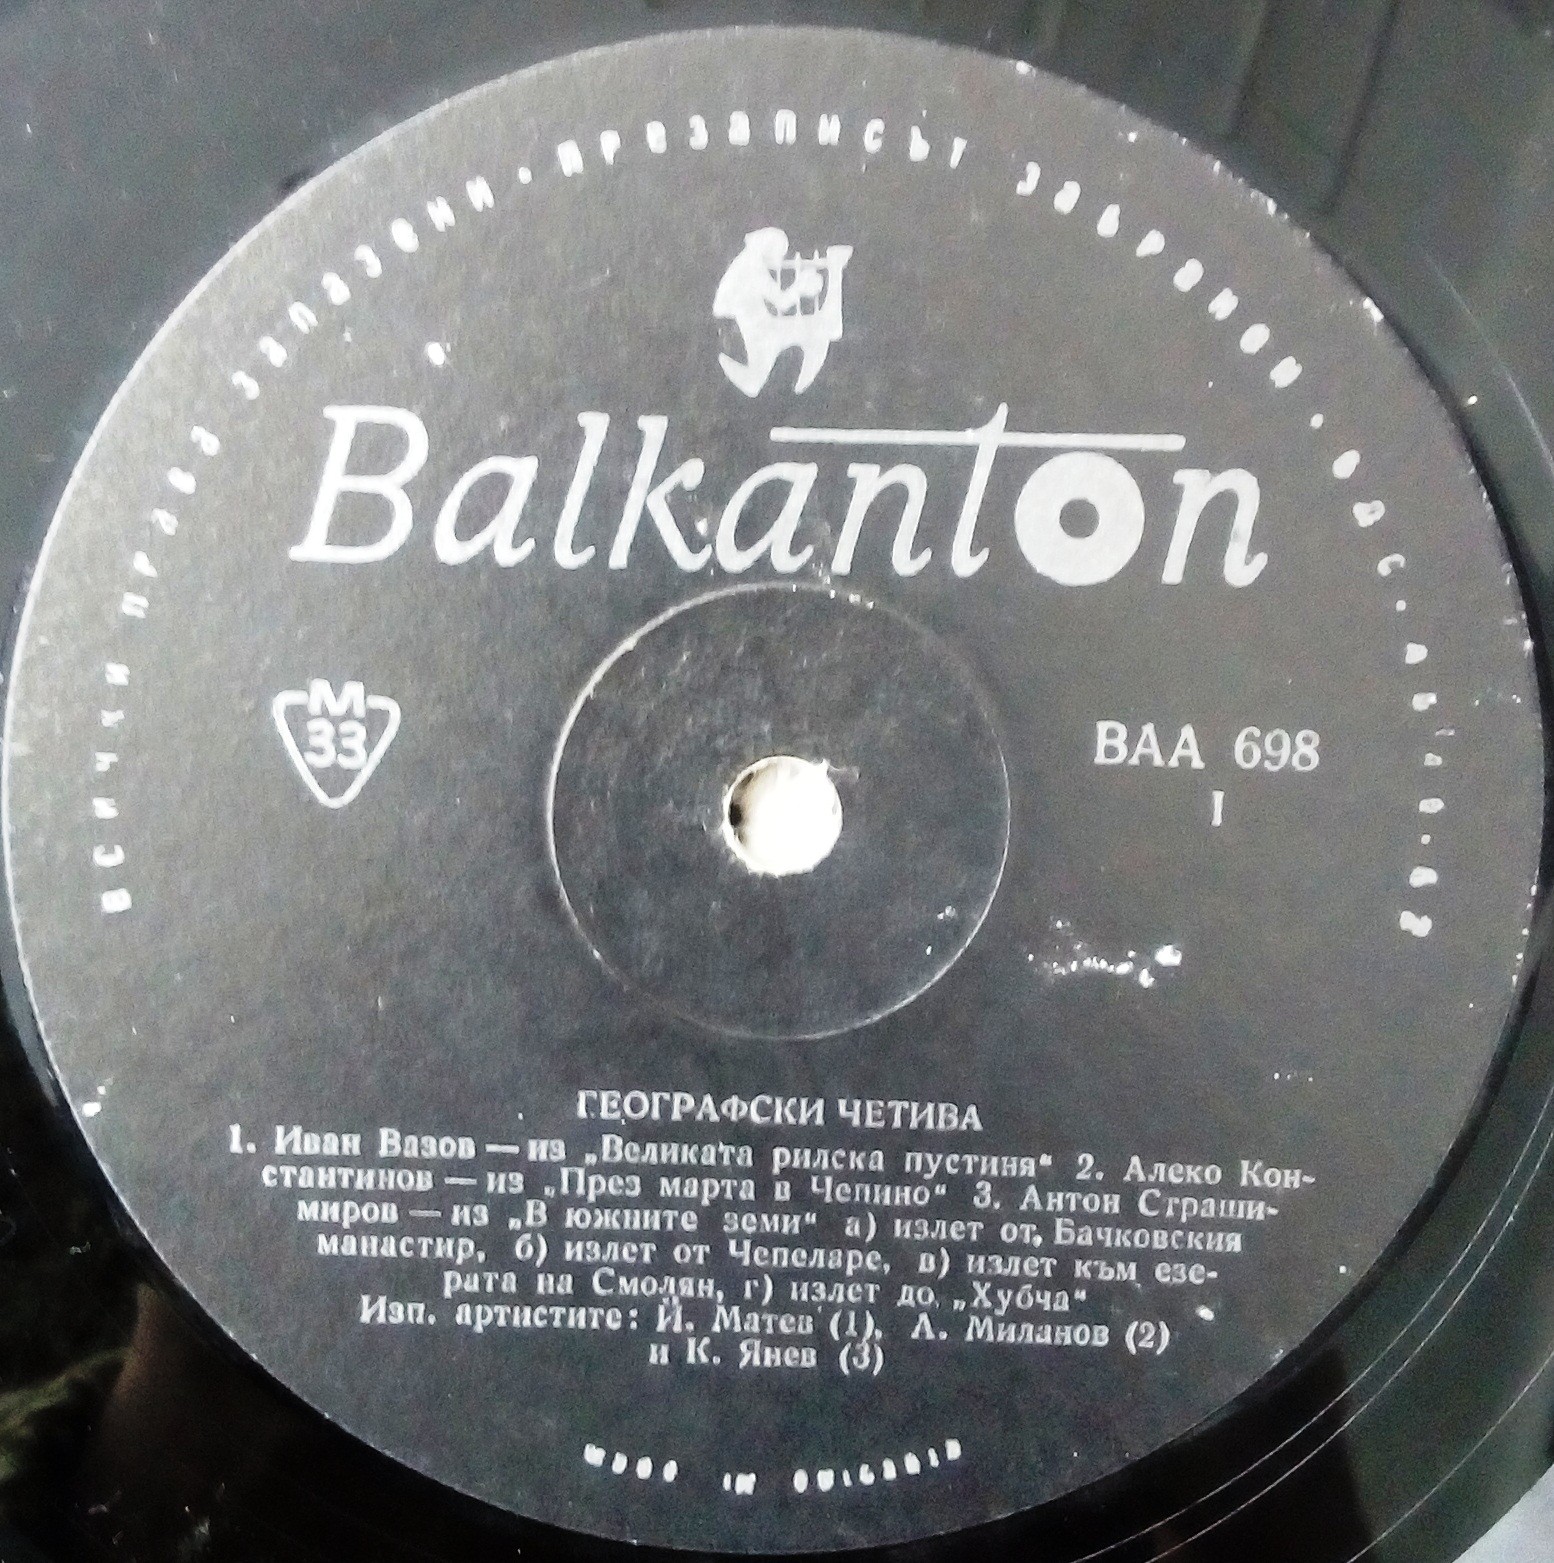 ВСИЧКИ ПРАВА ЗАПАЗЕНИ · ПРЕЗАПИСЪТ ЗАБРАНЕН ·
Balkanton
М
33
ВАА 698
I
ГЕОГРАФСКИ ЧЕТИВА
1. Иван Вазов — из „Великата рилска пустиня“ 2. Алеко Кон-
стантинов — из „През марта в Чепино“ 3. Антон Страши-
миров — из „В южните земи“ а) излет от Бачковския
манастир, б) излет от Чепеларе, в) излет към езе-
рата на Смолян, г) излет до „Хубча“
Изп. артистите: Й. Матев (1), А. Миланов (2)
и К. Янев (3)
MADE IN BULGARIA